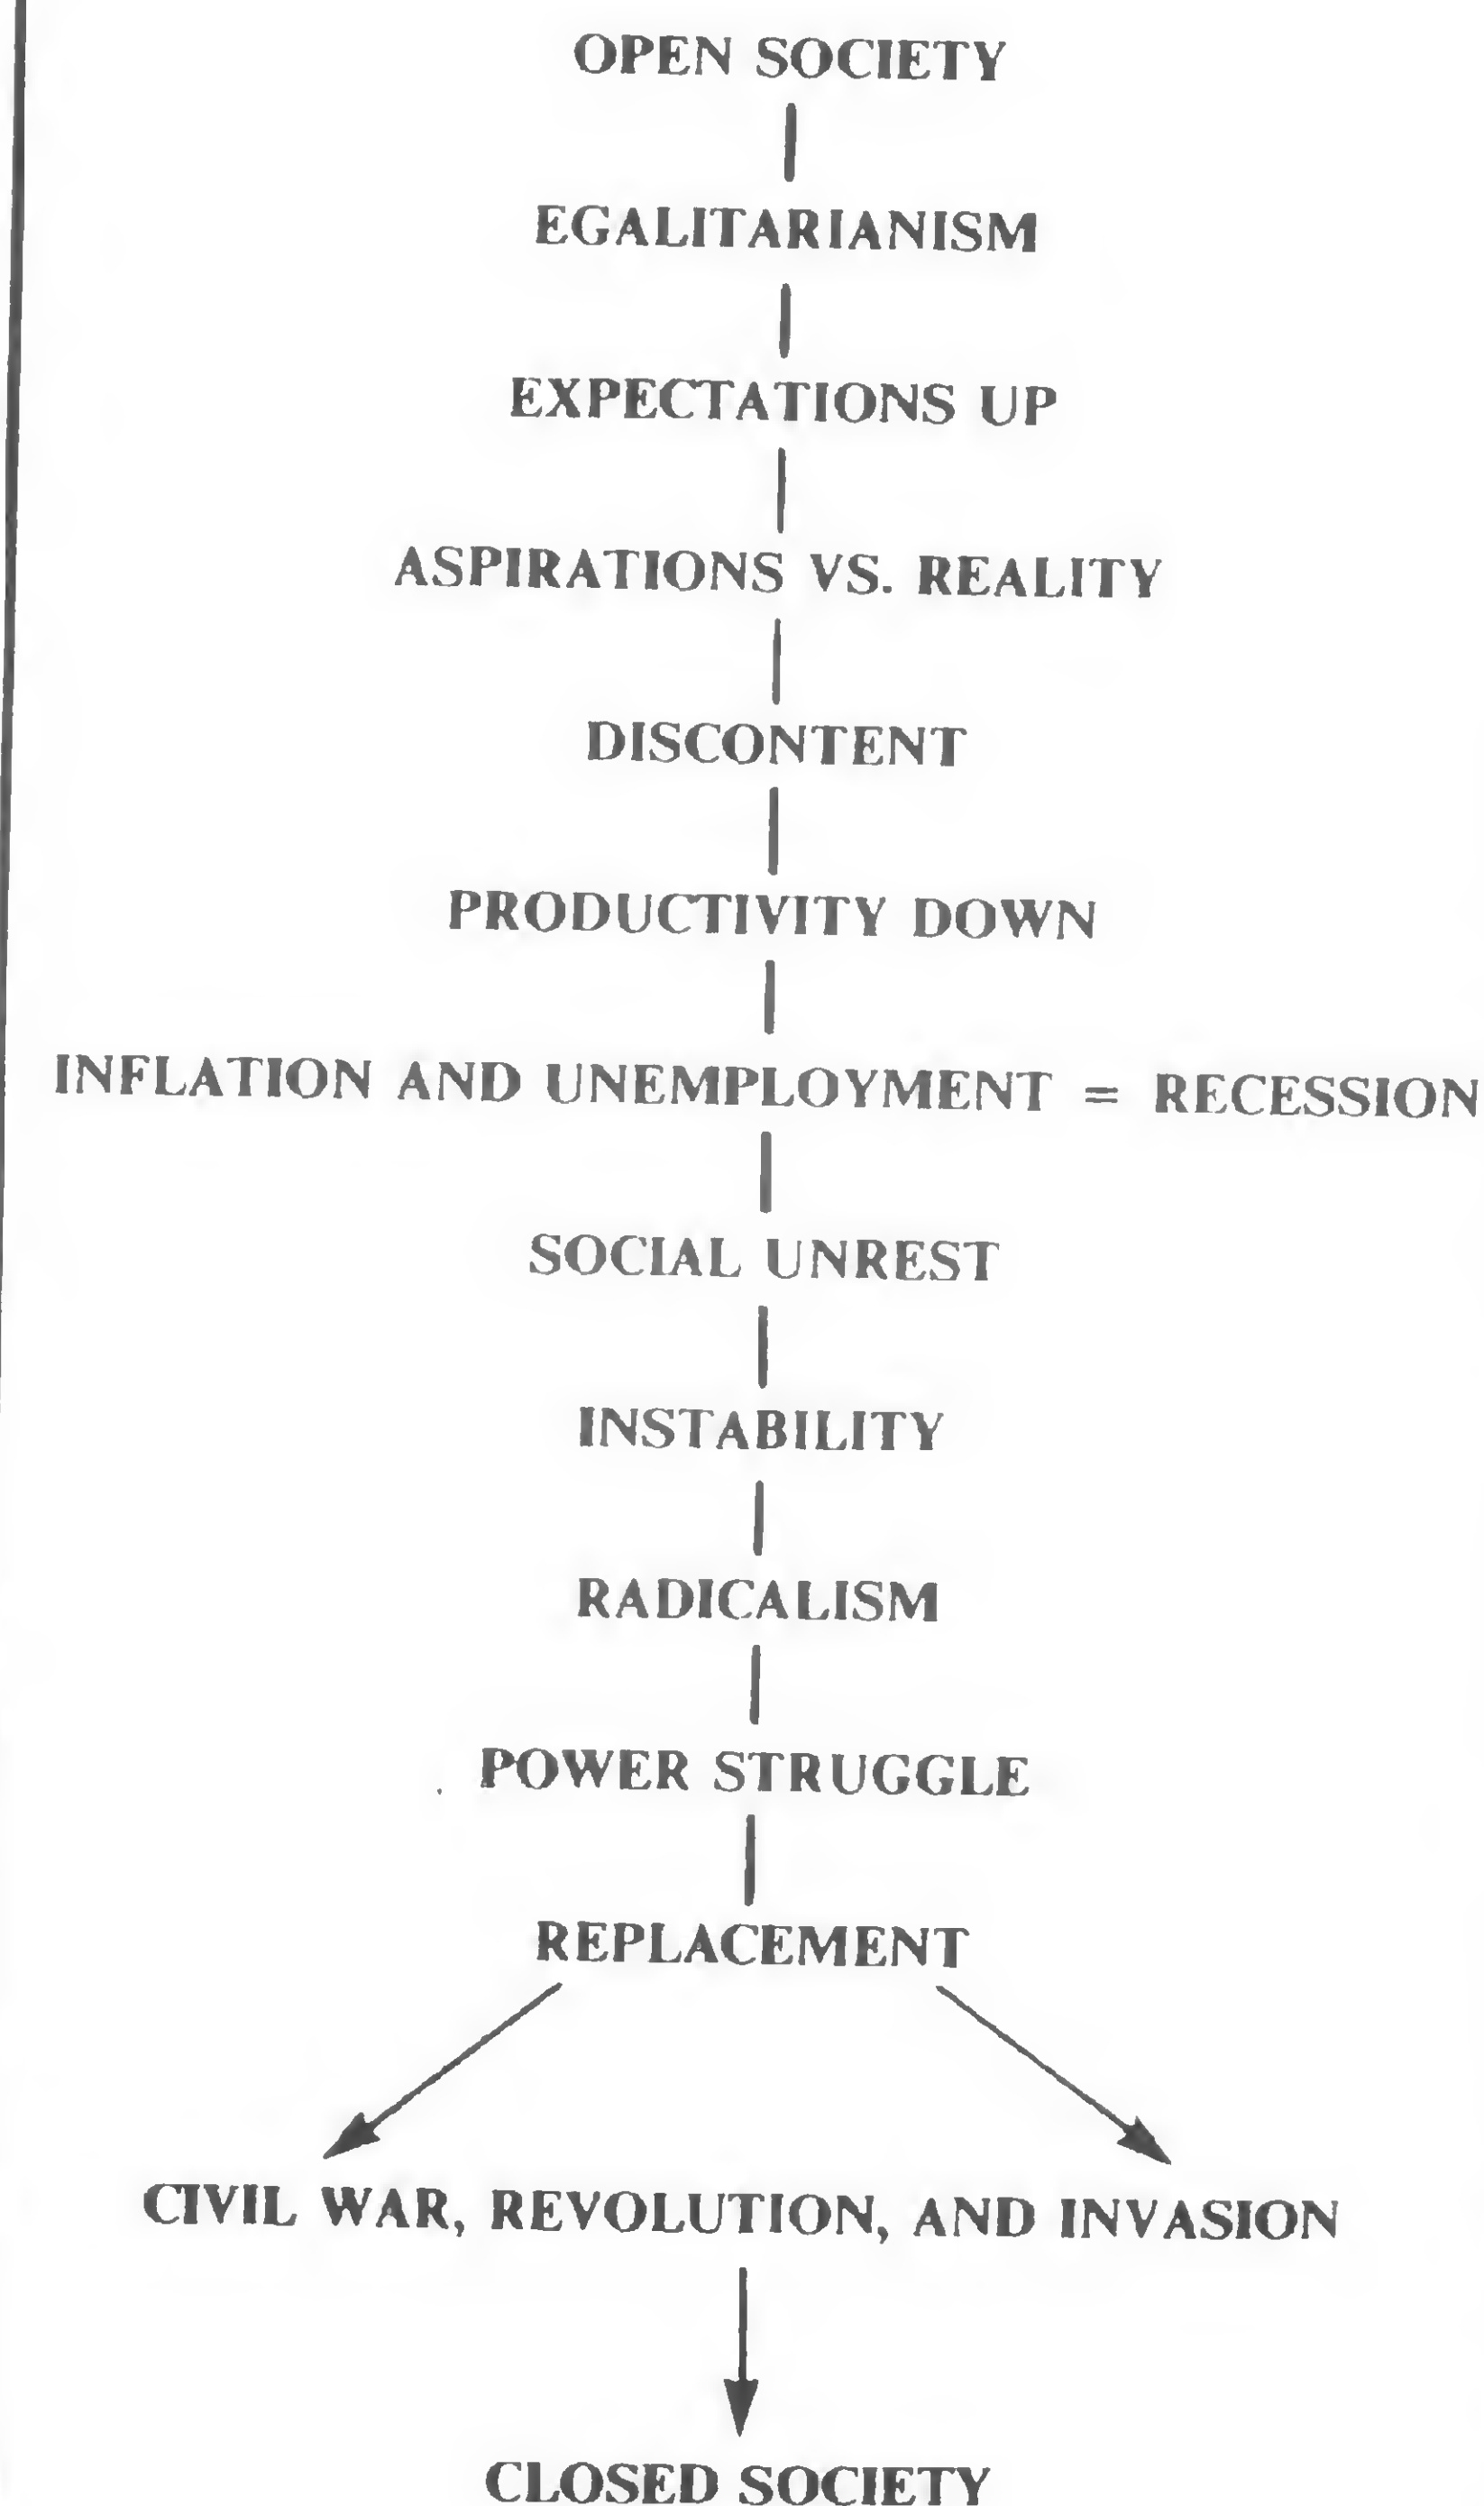 OPEN SOCIETY
EGALITARIANISM
EXPECTATIONS UP
ASPIRATIONS VS. REALITY
DISCONTENT
PRODUCTIVITY DOWN
INFLATION AND UNEMPLOYMENT = RECESSION
SOCIAL UNREST
INSTABILITY
RADICALISM
POWER STRUGGLE
REPLACEMENT
CIVIL WAR, REVOLUTION, AND INVASION
CLOSED SOCIETY